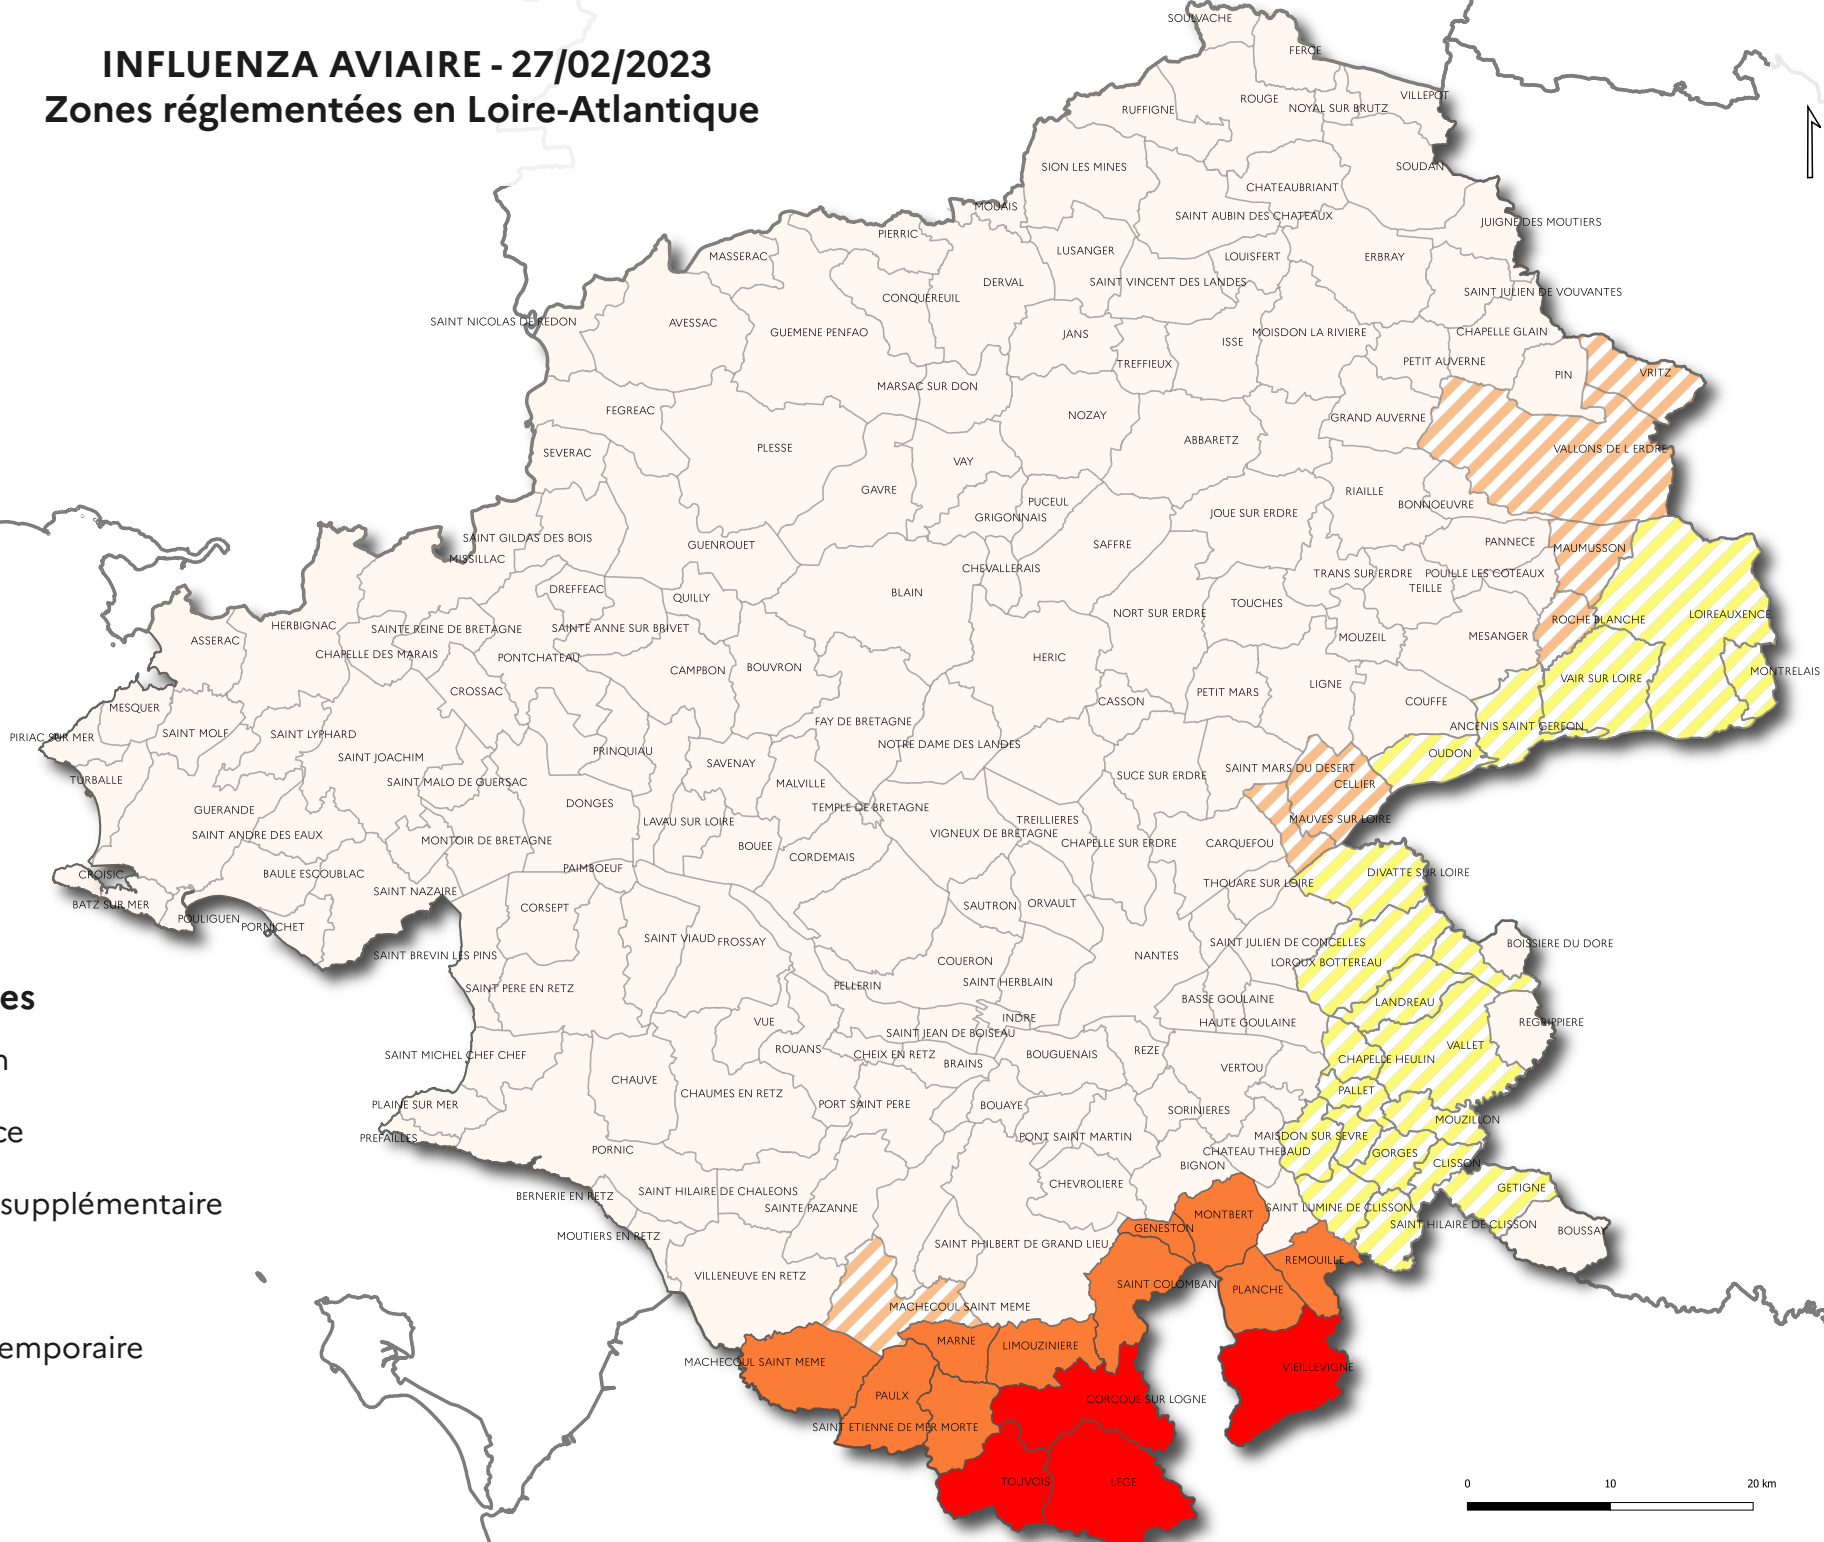 INFLUENZA AVIAIRE - 27/02/2023
Zones réglementées en Loire-Atlantique
SOULVACHE
FERCE
VILLEPOT
ROUGE
NOYAL SUR BRUTZ
RUFFIGNE
SION LES MINES
SOUDAN
CHATEAUBRIANT
MOUAIS
SAINT AUBIN DES CHATEAUX
JUIGNE DES MOUTIERS
PIERRIC
MASSERAC
LUSANGER
LOUISFERT
ERBRAY
DERVAL
SAINT VINCENT DES LANDES
SAINT JULIEN DE VOUVANTES
CONQUEREUIL
SAINT NICOLAS DE REDON
AVESSAC
GUEMENE PENFAO
JANS
ISSE
MOISDON LA RIVIERE
CHAPELLE GLAIN
TREFFIEUX
PETIT AUVERNE
PIN
VRITZ
MARSAC SUR DON
FEGREAC
NOZAY
GRAND AUVERNE
ABBARETZ
SEVERAC
PLESSE
VAY
VALLONS DE L ERDRE
GAVRE
RIAILLE
PUCEUL
BONNOEUVRE
GRIGONNAIS
JOUE SUR ERDRE
SAINT GILDAS DES BOIS
GUENROUET
SAFFRE
PANNECE
MAUMUSSON
MISSILLAC
CHEVALLERAIS
TRANS SUR ERDRE
POUILLE LES COTEAUX
DREFFEAC
QUILLY
BLAIN
TEILLE
TOUCHES
NORT SUR ERDRE
LOIREAUXENCE
ROCHE BLANCHE
HERBIGNAC
SAINTE REINE DE BRETAGNE
SAINTE ANNE SUR BRIVET
ASSERAC
MOUZEIL
MESANGER
CHAPELLE DES MARAIS
PONTCHATEAU
HERIC
CAMPBON
BOUVRON
MONTRELAIS
VAIR SUR LOIRE
CROSSAC
PETIT MARS
LIGNE
CASSON
COUFFE
MESQUER
FAY DE BRETAGNE
ANCENIS SAINT GEREON
PIRIAC SUR MER
SAINT MOLF
SAINT LYPHARD
NOTRE DAME DES LANDES
SAINT JOACHIM
PRINQUIAU
OUDON
SAVENAY
SAINT MARS DU DESERT
TURBALLE
SAINT MALO DE GUERSAC
MALVILLE
SUCE SUR ERDRE
CELLIER
GUERANDE
DONGES
TEMPLE DE BRETAGNE
LAVAU SUR LOIRE
TREILLIERES
MAUVES SUR LOIRE
SAINT ANDRE DES EAUX
MONTOIR DE BRETAGNE
VIGNEUX DE BRETAGNE
BOUEE
CHAPELLE SUR ERDRE
CARQUEFOU
CORDEMAIS
CROISIC
BAULE ESCOUBLAC
PAIMBOEUF
DIVATTE SUR LOIRE
SAINT NAZAIRE
THOUARE SUR LOIRE
BATZ SUR MER
CORSEPT
SAUTRON
ORVAULT
POULIGUEN
PORNICHET
SAINT VIAUD
FROSSAY
SAINT JULIEN DE CONCELLES
BOISSIERE DU DORE
SAINT BREVIN LES PINS
COUERON
NANTES
LOROUX BOTTEREAU
SAINT PERE EN RETZ
PELLERIN
SAINT HERBLAIN
es
BASSE GOULAINE
LANDREAU
VUE
INDRE
HAUTE GOULAINE
REGRIPPIERE
SAINT JEAN DE BOISEAU
n
SAINT MICHEL CHEF CHEF
ROUANS
CHEIX EN RETZ
BRAINS
BOUGUENAIS
REZE
VERTOU
CHAPELLE HEULIN
VALLET
CHAUVE
CHAUMES EN RETZ
PALLET
PLAINE SUR MER
PORT SAINT PERE
BOUAYE
SORINIERES
MOUZILLON
ce
PREFAILLES
PONT SAINT MARTIN
MAISDON SUR SEVRE
PORNIC
CHATEAU THEBAUD
GORGES
BIGNON
CLISSON
BERNERIE EN RETZ
SAINT HILAIRE DE CHALEONS
CHEVROLIERE
GETIGNE
supplémentaire
SAINTE PAZANNE
MONTBERT
SAINT LUMINE DE CLISSON
MOUTIERS EN RETZ
GENESTON
SAINT HILAIRE DE CLISSON
BOUSSAY
SAINT PHILBERT DE GRAND LIEU
REMOUILLE
VILLENEUVE EN RETZ
SAINT COLOMBAN
PLANCHE
MACHECOUL SAINT MEME
emporaire
MARNE
LIMOUZINIERE
MACHECOUL SAINT MEME
VIEILLEVIGNE
PAULX
CORCOUE SUR LOGNE
SAINT ETIENNE DE MER MORTE
TOUVOIS
LEGE
0 10 20 km